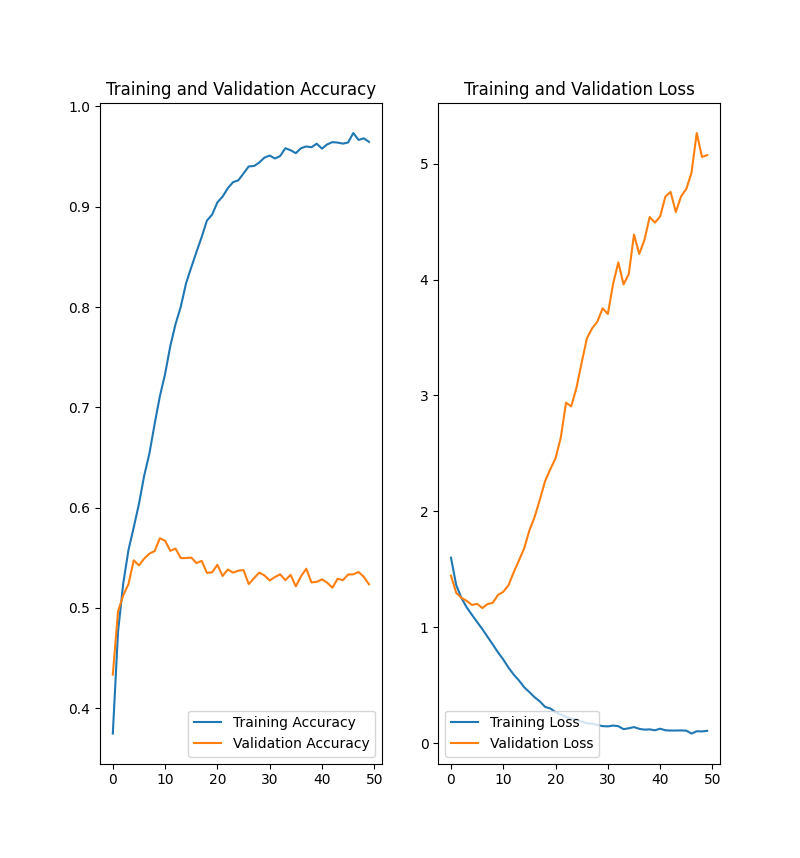 Training and Validation Accuracy
1.0
0.9
0.8
0.7
0.6
0.5
0.4
0 10 20 30 40 50
Training Accuracy
Validation Accuracy
Training and Validation Loss
5
4
3
2
1
0
0 10 20 30 40 50
Training Loss
Validation Loss